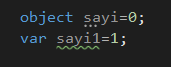 object sayi=0;
var sayi1=1;